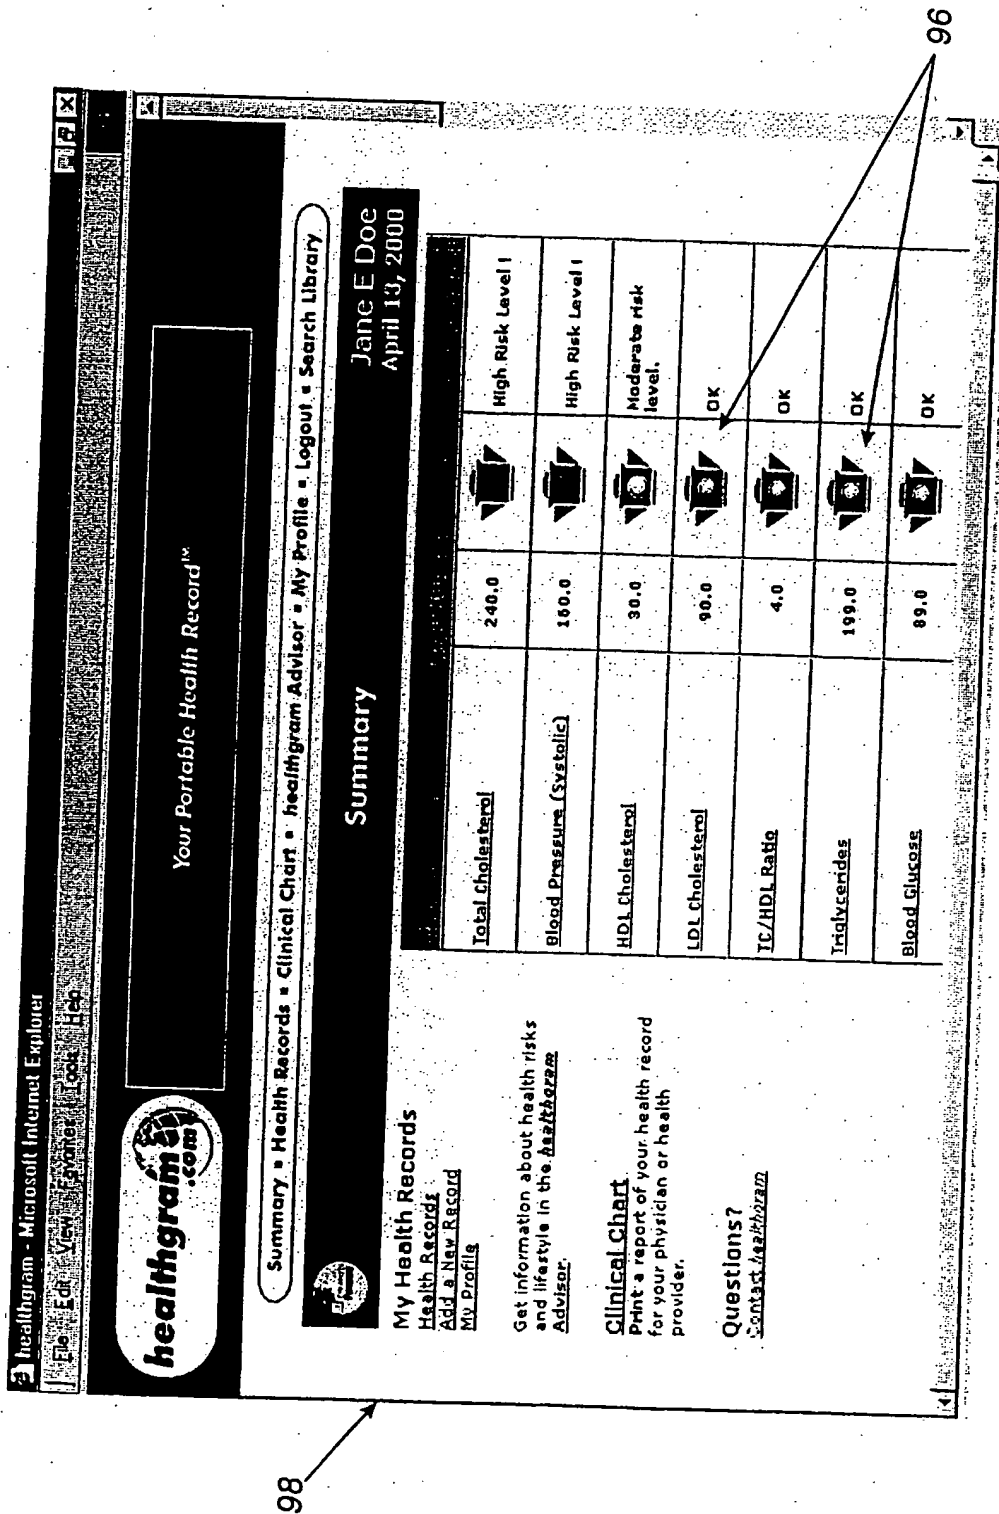 healthgram - Microsoft Internet Explorer
File Edit View Favorites Tools Help
healthgram
.com
Your Portable Health Record™
Summary ▪ Health Records ▪ Clinical Chart ▪ healthgram Advisor ▪ My Profile ▪ Logout ▪ Search Library
Summary
Jane E Doe
April 13, 2000
My Health Records
Health Records
Add a New Record
My Profile
Get information about health risks
and lifestyle in the healthgram
Advisor.
Clinical Chart
Print a report of your health record
for your physician or health
provider.
Questions?
Contact healthgram
Total Cholesterol 240.0 High Risk Level I
Blood Pressure (Systolic) 160.0 High Risk Level I
HDL Cholesterol 30.0 Moderate risk
level.
LDL Cholesterol 90.0 OK
TC/HDL Ratio 4.0 OK
Triglycerides 199.0 OK
Blood Glucose 89.0 OK
98
96